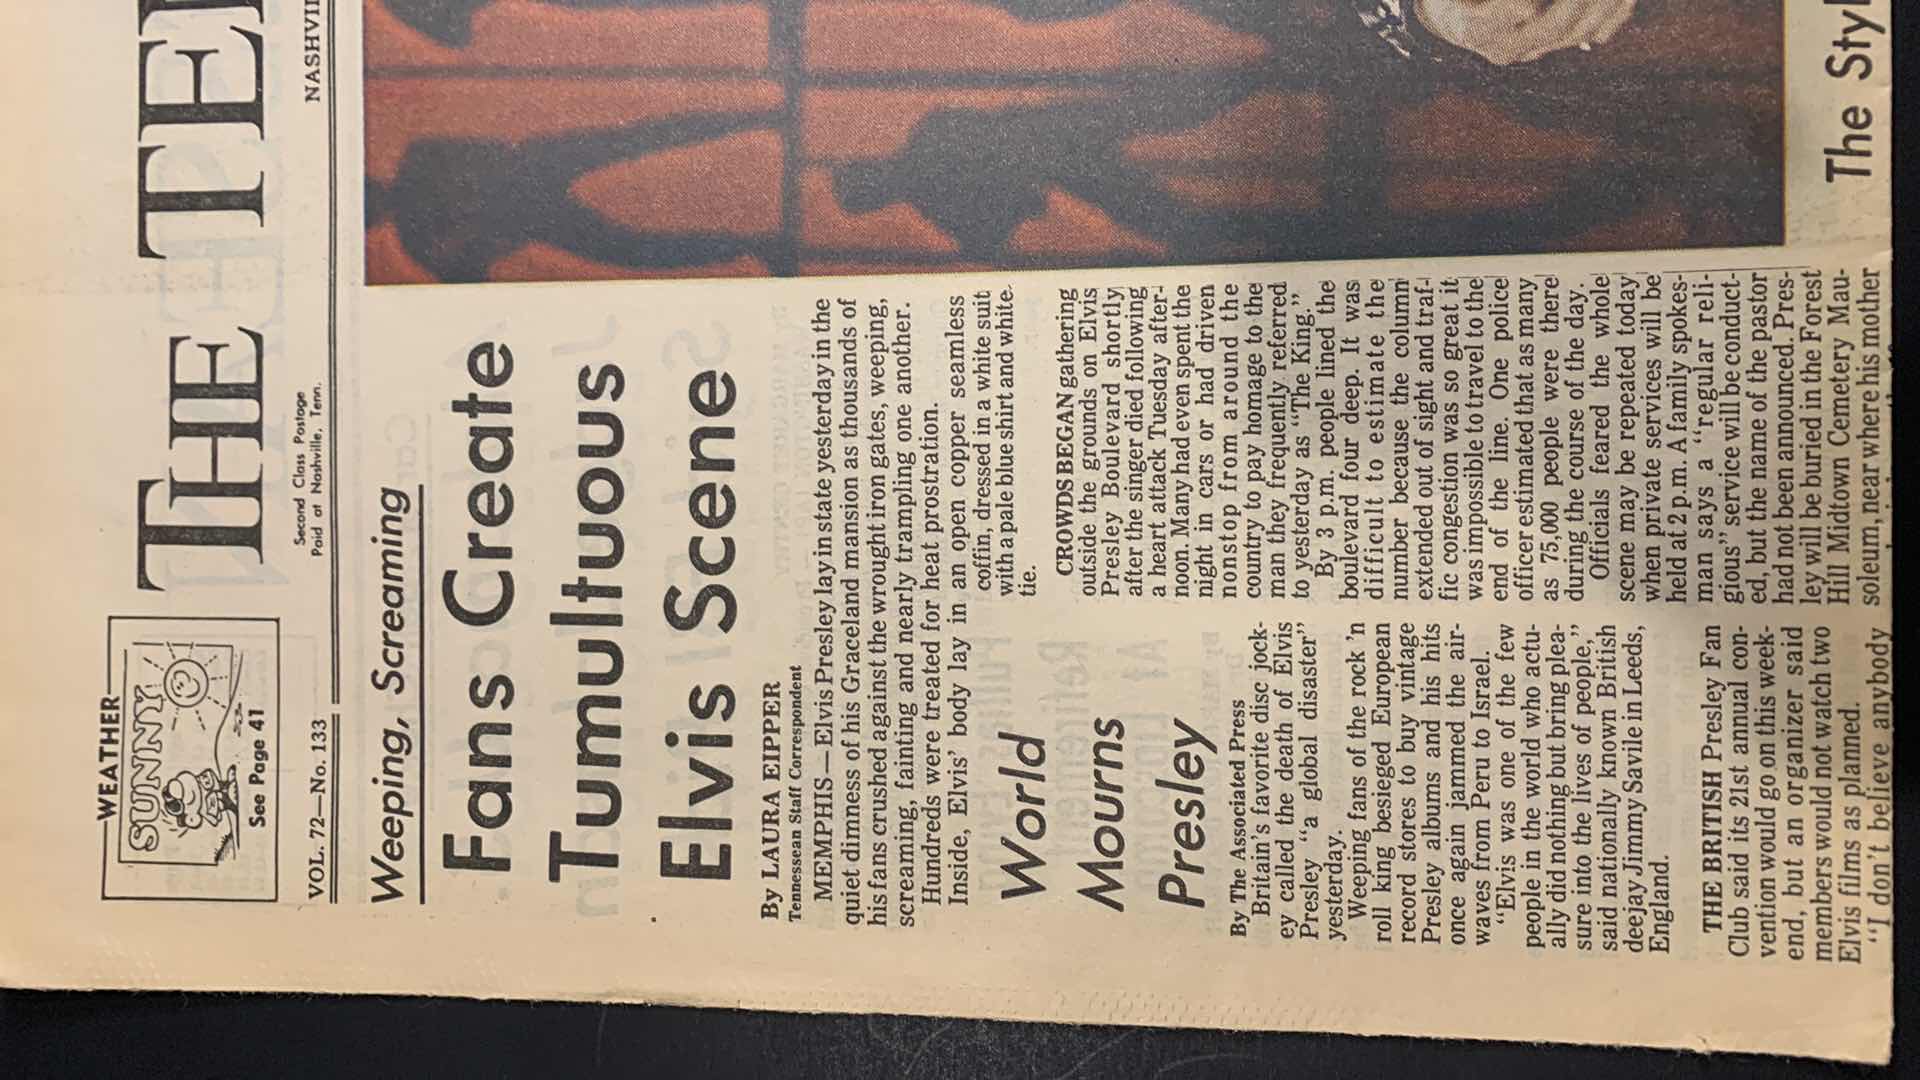 WEATHER
SUNNY
See Page 41
THE TE
Second Class Postage
Paid at Nashville, Tenn.
VOL. 72—No. 133
NASHVI
Weeping, Screaming
Fans Create
Tumultuous
Elvis Scene
By LAURA EIPPER
Tennessean Staff Correspondent
MEMPHIS—Elvis Presley lay in state yesterday in the
quiet dimness of his Graceland mansion as thousands of
his fans crushed against the wrought iron gates, weeping,
screaming, fainting and nearly trampling one another.
Hundreds were treated for heat prostration.
Inside, Elvis' body lay in an open copper seamless
coffin, dressed in a white suit
with a pale blue shirt and white
tie.
CROWDS BEGAN gathering
outside the grounds on Elvis
Presley Boulevard shortly
after the singer died following
a heart attack Tuesday after-
noon. Many had even spent the
night in cars or had driven
nonstop from around the
country to pay homage to the
man they frequently referred
to yesterday as "The King."
By 3 p.m. people lined the
boulevard four deep. It was
difficult to estimate the
number because the column
extended out of sight and traf-
fic congestion was so great it
was impossible to travel to the
end of the line. One police
officer estimated that as many
as 75,000 people were there
during the course of the day.
Officials feared the whole
scene may be repeated today
when private services will be
held at 2 p.m. A family spokes-
man says a "regular reli-
gious" service will be conduct-
ed, but the name of the pastor
had not been announced. Pres-
ley will be buried in the Forest
Hill Midtown Cemetery Mau-
soleum, near where his mother
World
Mourns
Presley
By The Associated Press
Britain's favorite disc jock-
ey called the death of Elvis
Presley "a global disaster"
yesterday.
Weeping fans of the rock 'n
roll king besieged European
record stores to buy vintage
Presley albums and his hits
once again jammed the air-
waves from Peru to Israel.
"Elvis was one of the few
people in the world who actu-
ally did nothing but bring plea-
sure into the lives of people,"
said nationally known British
deejay Jimmy Savile in Leeds,
England.
THE BRITISH Presley Fan
Club said its 21st annual con-
vention would go on this week-
end, but an organizer said
members would not watch two
Elvis films as planned.
"I don't believe anybody
The Styl